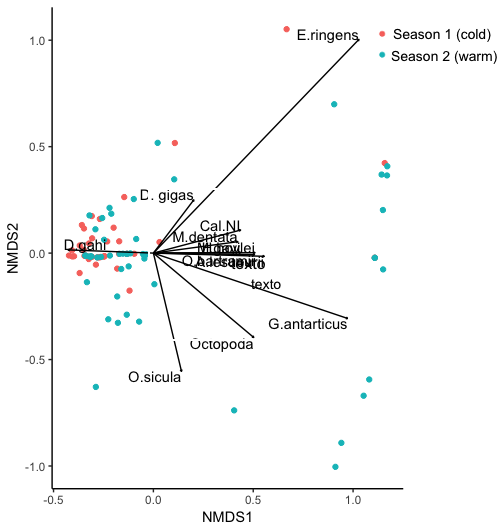 E.ringens
Season 1 (cold)
Season 2 (warm)
1.0
0.5
D. gigas
Cal.NI
M.dentata
D.gahi
0.0
texto
texto
G.antarticus
Octopoda
O.sicula
-0.5
-1.0
-0.5
0.0
0.5
1.0
NMDS1
NMDS2